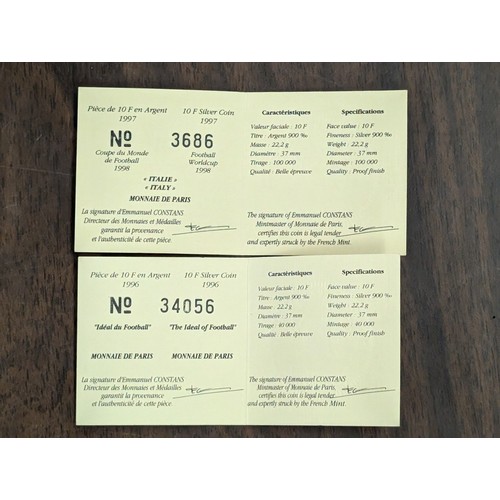 Pièce de 10 F en Argent 10 F Silver Coin
1997 1997
No 3686
Coupe du Monde Football
de Football Worldcup
1998 1998
« ITALIE »
« ITALY »
MONNAIE DE PARIS
La signature d'Emmanuel CONSTANS
Directeur des Monnaies et Médailles
garantit la provenance
et l'authenticité de cette pièce.
Caractéristiques Specifications
Valeur faciale : 10 F Face value : 10 F
Titre : Argent 900 ‰ Fineness : Silver 900 ‰
Masse : 22,2 g Weight : 22,2 g
Diamètre : 37 mm Diameter : 37 mm
Tirage : 100 000 Mintage : 100 000
Qualité : Belle épreuve Quality : Proof finish
The signature of Emmanuel CONSTANS
Mintmaster of Monnaie de Paris,
certifies this coin is legal tender
and expertly struck by the French Mint.
Pièce de 10 F en Argent 10 F Silver Coin
1996 1996
No 34056
"Idéal du Football" "The Ideal of Football"
MONNAIE DE PARIS MONNAIE DE PARIS
La signature d'Emmanuel CONSTANS
Directeur des Monnaies et Médailles
garantit la provenance
et l'authenticité de cette pièce.
Caractéristiques Specifications
Valeur faciale : 10 F Face value : 10 F
Titre : Argent 900 ‰ Fineness : Silver 900 ‰
Masse : 22,2 g Weight : 22,2 g
Diamètre : 37 mm Diameter : 37 mm
Tirage : 40 000 Mintage : 40 000
Qualité : Belle épreuve Quality : Proof finish
The signature of Emmanuel CONSTANS
Mintmaster of Monnaie de Paris,
certifies this coin is legal tender
and expertly struck by the French Mint.